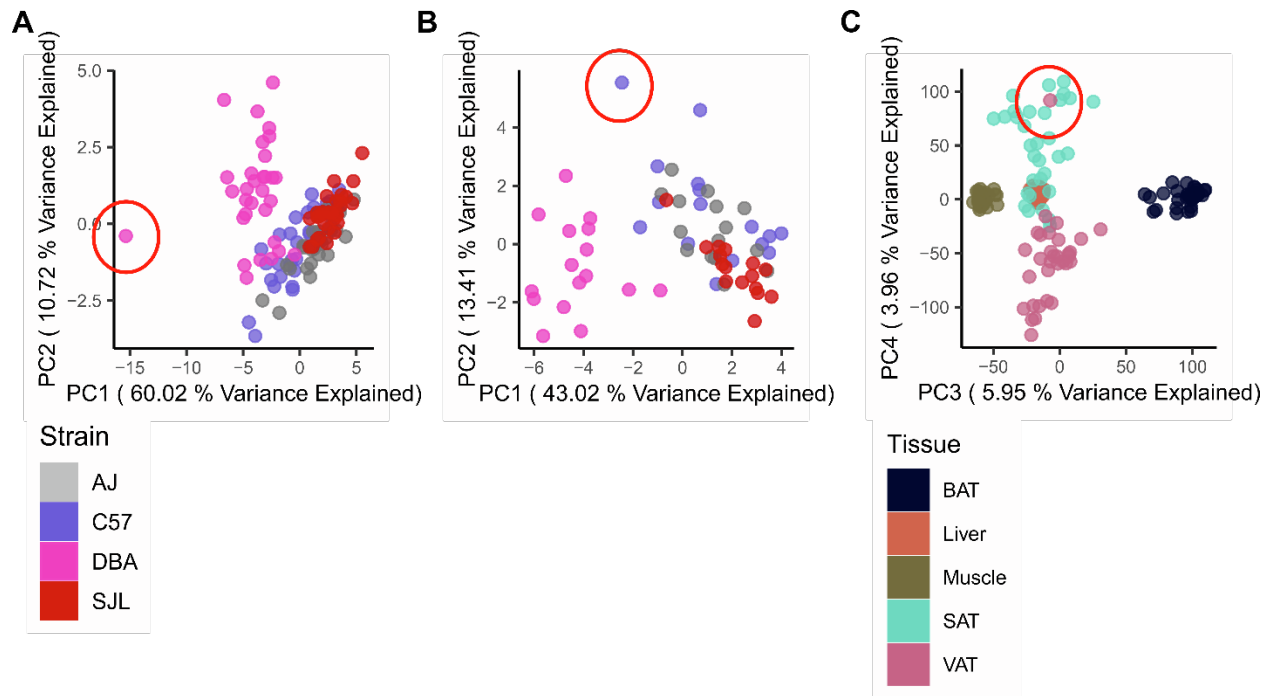 A
B
C
PC2 ( 10.72 % Variance Explained)
5.0
2.5
0.0
−2.5
−15
−10
−5
0
5
PC1 ( 60.02 % Variance Explained)
PC2 ( 13.41 % Variance Explained)
4
2
0
−2
−6
−4
−2
0
2
4
PC1 ( 43.02 % Variance Explained)
PC4 ( 3.96 % Variance Explained)
100
50
0
−50
−100
−50
0
50
100
PC3 ( 5.95 % Variance Explained)
Strain
AJ
C57
DBA
SJL
Tissue
BAT
Liver
Muscle
SAT
VAT